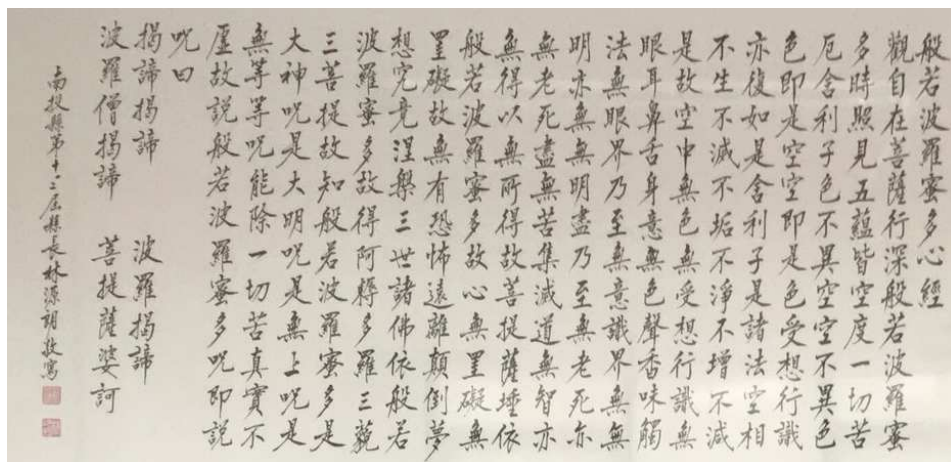 般若波羅蜜多心經
觀自在菩薩行深般若波羅蜜
多時照見五蘊皆空度一切苦
厄舍利子色不異空空不異色
色即是空空即是色受想行識
亦復如是舍利子是諸法空相
不生不滅不垢不淨不增不減
是故空中無色無受想行識無
眼耳鼻舌身意無色聲香味觸
法無眼界乃至無意識界無無
明亦無無明盡乃至無老死亦
無老死盡無苦集滅道無智亦
無得以無所得故菩提薩埵依
般若波羅蜜多故心無罣礙無
罣礙故無有恐怖遠離顛倒夢
想究竟涅槃三世諸佛依般若
波羅蜜多故得阿耨多羅三藐
三菩提故知般若波羅蜜多是
大神咒是大明咒是無上咒是
無等等咒能除一切苦真實不
虛故說般若波羅蜜多咒即說
咒曰
揭諦揭諦 波羅揭諦
波羅僧揭諦 菩提薩婆訶
南投縣第十二屆縣長林源朗敬寫